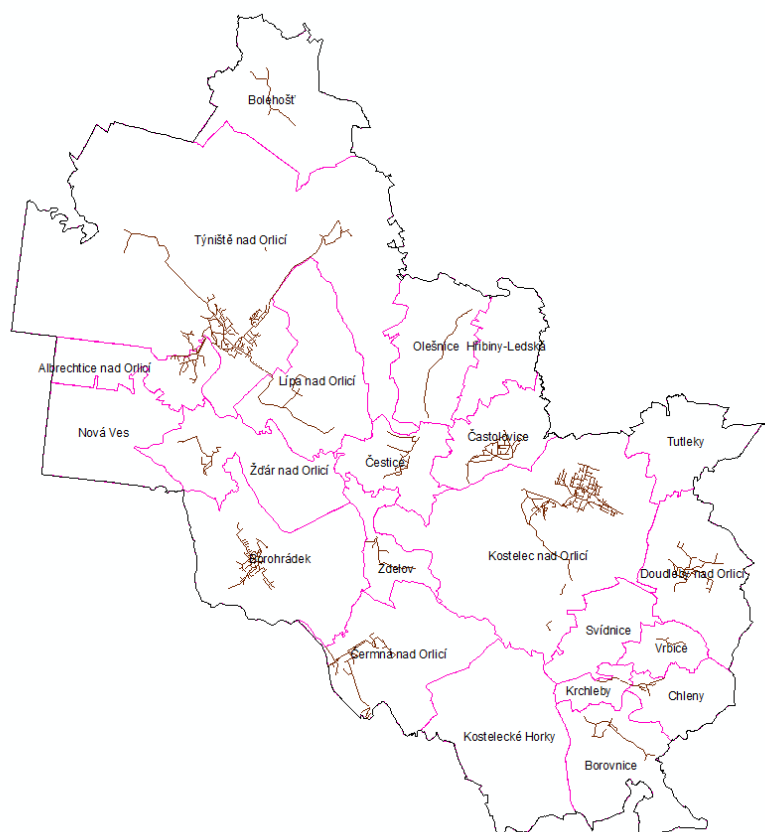 Bolehošť
Týniště nad Orlicí
Olešnice
Hřibiny-Ledská
Albrechtice nad Orlicí
Lípa nad Orlicí
Nová Ves
Častolovice
Tutleky
Čestice
Žďár nad Orlicí
Kostelec nad Orlicí
Borohrádek
Zdelov
Doudleby nad Orlicí
Svídnice
Vrbice
Čermná nad Orlicí
Krchleby
Chleny
Kostelecké Horky
Borovnice